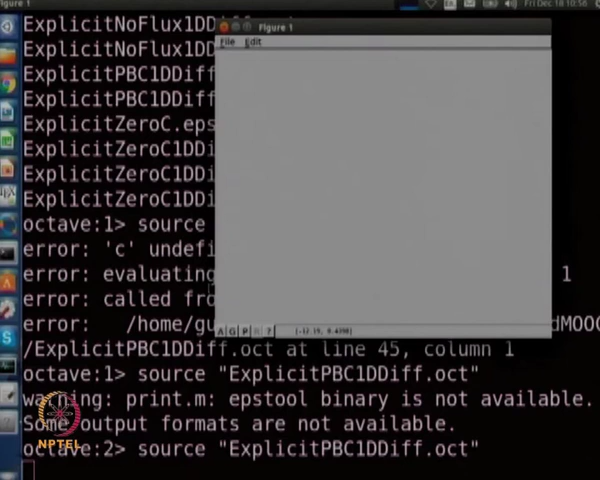 Figure 1
Fri Dec 18 10:56
ExplicitNoFlux1DD
ExplicitNoFlux1DD
ExplicitPBC1DDiff
ExplicitPBC1DDiff
ExplicitZeroC.eps
ExplicitZeroC1DDi
ExplicitZeroC1DDi
ExplicitZeroC1DDi
Figure 1
File Edit
octave:1> source
error: 'c' undefi
error: evaluating 1
error: called fro
error: /home/gu dMOOC
/ExplicitPBC1DDiff.oct at line 45, column 1
A G P R ?
octave:1> source "ExplicitPBC1DDiff.oct"
warning: print.m: epstool binary is not available.
Some output formats are not available.
octave:2> source "ExplicitPBC1DDiff.oct"
NPTEL